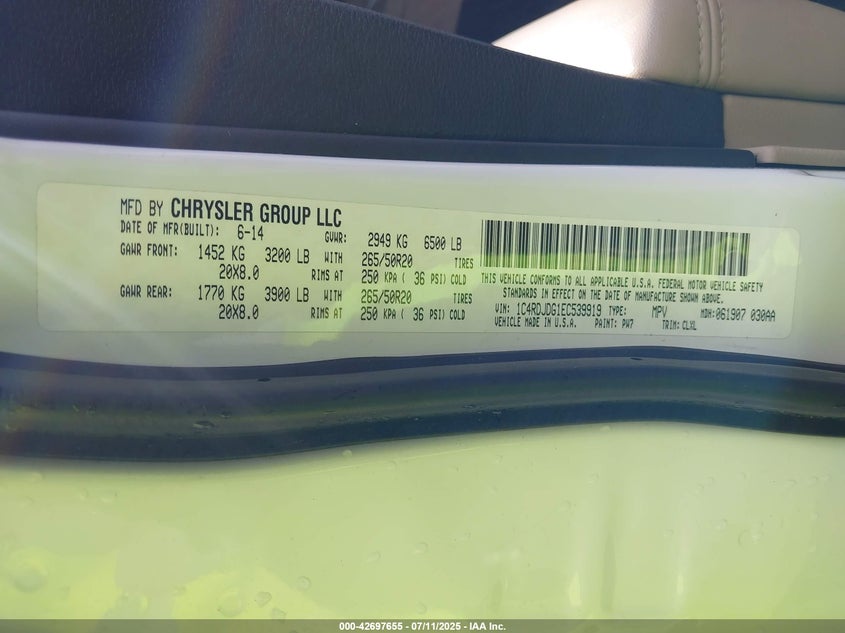 MFD BY CHRYSLER GROUP LLC
DATE OF MFR(BUILT): 6-14 GVWR: 2949 KG 6500 LB
GAWR FRONT: 1452 KG 3200 LB WITH 265/50R20 TIRES
20X8.0 RIMS AT 250 KPA ( 36 PSI) COLD
GAWR REAR: 1770 KG 3900 LB WITH 265/50R20 TIRES
20X8.0 RIMS AT 250 KPA ( 36 PSI) COLD
THIS VEHICLE CONFORMS TO ALL APPLICABLE U.S.A. FEDERAL MOTOR VEHICLE SAFETY
STANDARDS IN EFFECT ON THE DATE OF MANUFACTURE SHOWN ABOVE.
VIN: 1C4RDJDG1EC539919 TYPE: MPV MDH: 061907 030AA
VEHICLE MADE IN U.S.A. PAINT: PW7 TRIM: CLXL
000-42697655 - 07/11/2025 - IAA Inc.